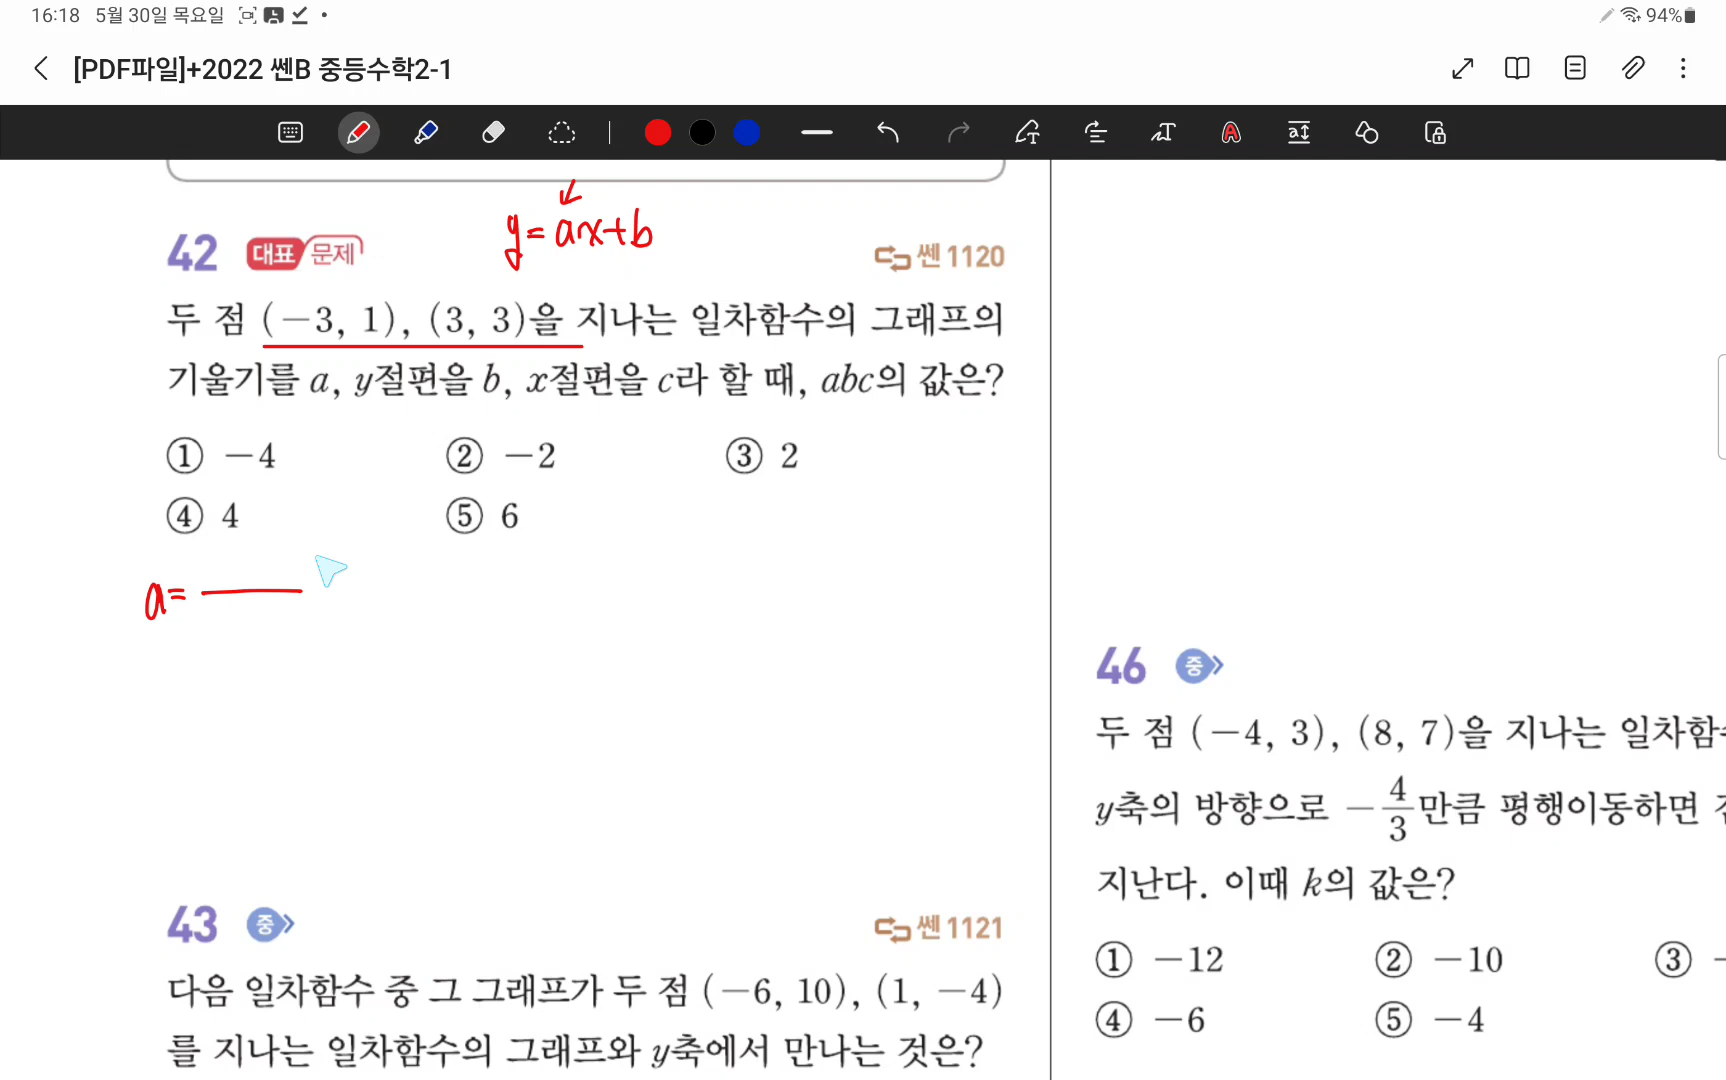 16:18 5월 30일 목요일
94%
[PDF파일]+2022 쎈B 중등수학2-1
y=ax+b
42 대표 문제 쎈 1120
두 점 (−3, 1), (3, 3)을 지나는 일차함수의 그래프의
기울기를 a, y절편을 b, x절편을 c라 할 때, abc의 값은?
① −4 ② −2 ③ 2
④ 4 ⑤ 6
a=
43 중 쎈 1121
다음 일차함수 중 그 그래프가 두 점 (−6, 10), (1, −4)
를 지나는 일차함수의 그래프와 y축에서 만나는 것은?
46 중
두 점 (−4, 3), (8, 7)을 지나는 일차함
y축의 방향으로 −4/3만큼 평행이동하면
지난다. 이때 k의 값은?
① −12 ② −10 ③ −
④ −6 ⑤ −4